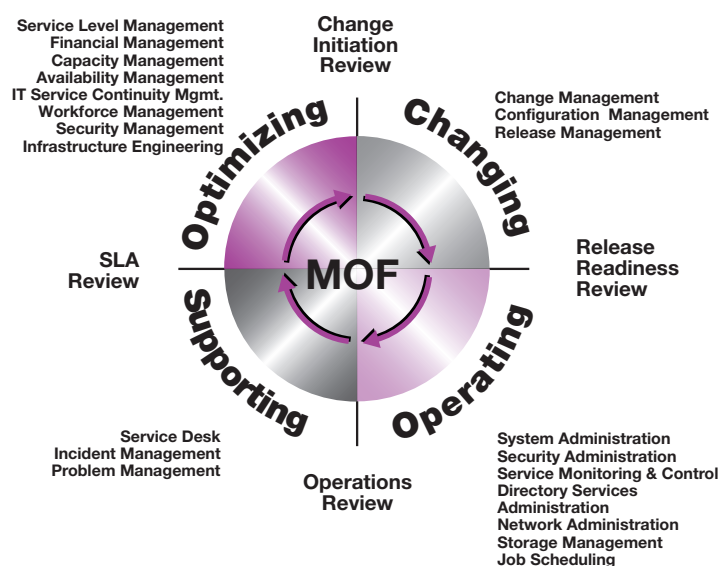 Service Level Management
Financial Management
Capacity Management
Availability Management
IT Service Continuity Mgmt.
Workforce Management
Security Management
Infrastructure Engineering
Change
Initiation
Review
Change Management
Configuration Management
Release Management
Optimizing
Changing
SLA
Review
MOF
Release
Readiness
Review
Supporting
Operating
Service Desk
Incident Management
Problem Management
Operations
Review
System Administration
Security Administration
Service Monitoring & Control
Directory Services
Administration
Network Administration
Storage Management
Job Scheduling